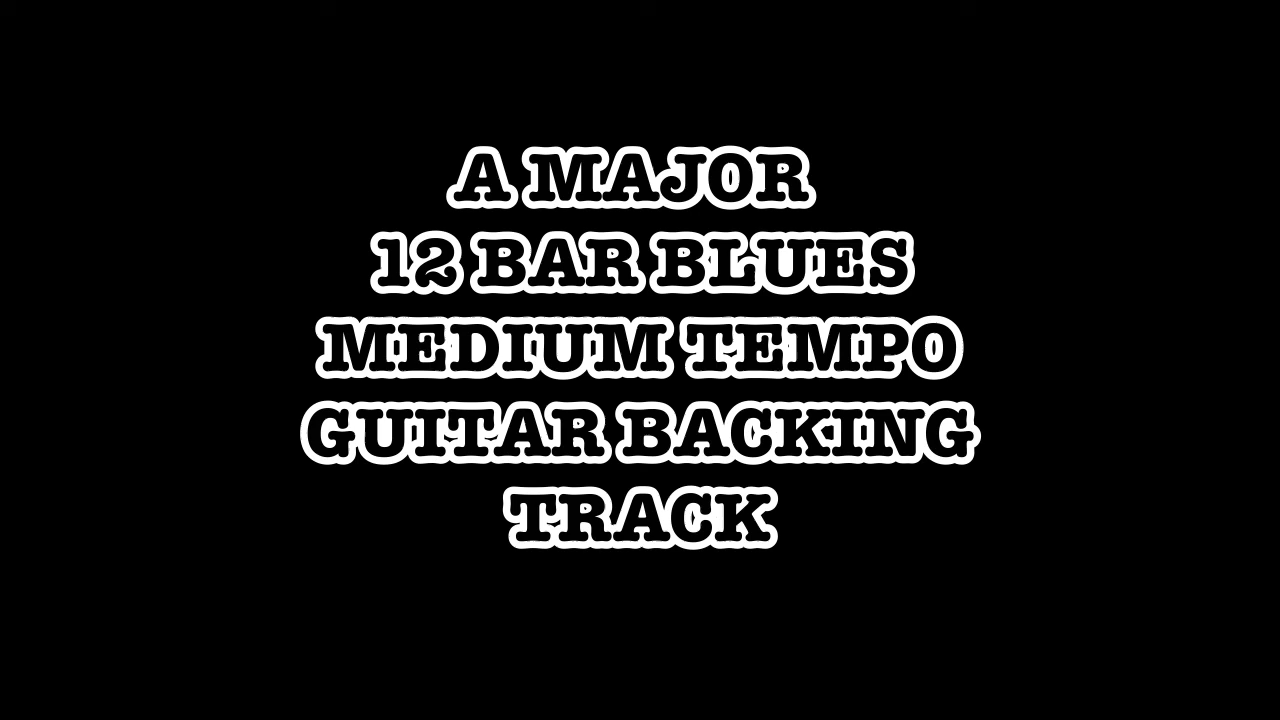 A MAJOR
12 BAR BLUES
MEDIUM TEMPO
GUITAR BACKING
TRACK